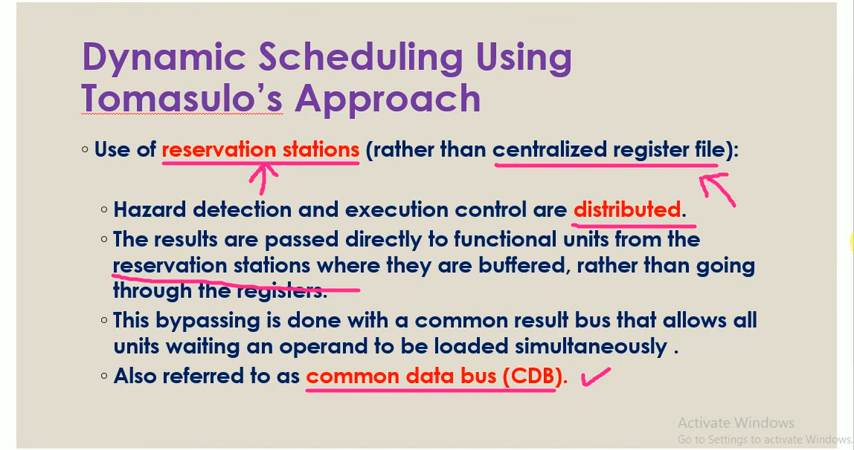 Dynamic Scheduling Using
Tomasulo's Approach
◦ Use of reservation stations (rather than centralized register file):
◦ Hazard detection and execution control are distributed.
◦ The results are passed directly to functional units from the
reservation stations where they are buffered, rather than going
through the registers.
◦ This bypassing is done with a common result bus that allows all
units waiting an operand to be loaded simultaneously .
◦ Also referred to as common data bus (CDB).
Activate Windows
Go to Settings to activate Windows.